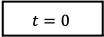 t = 0